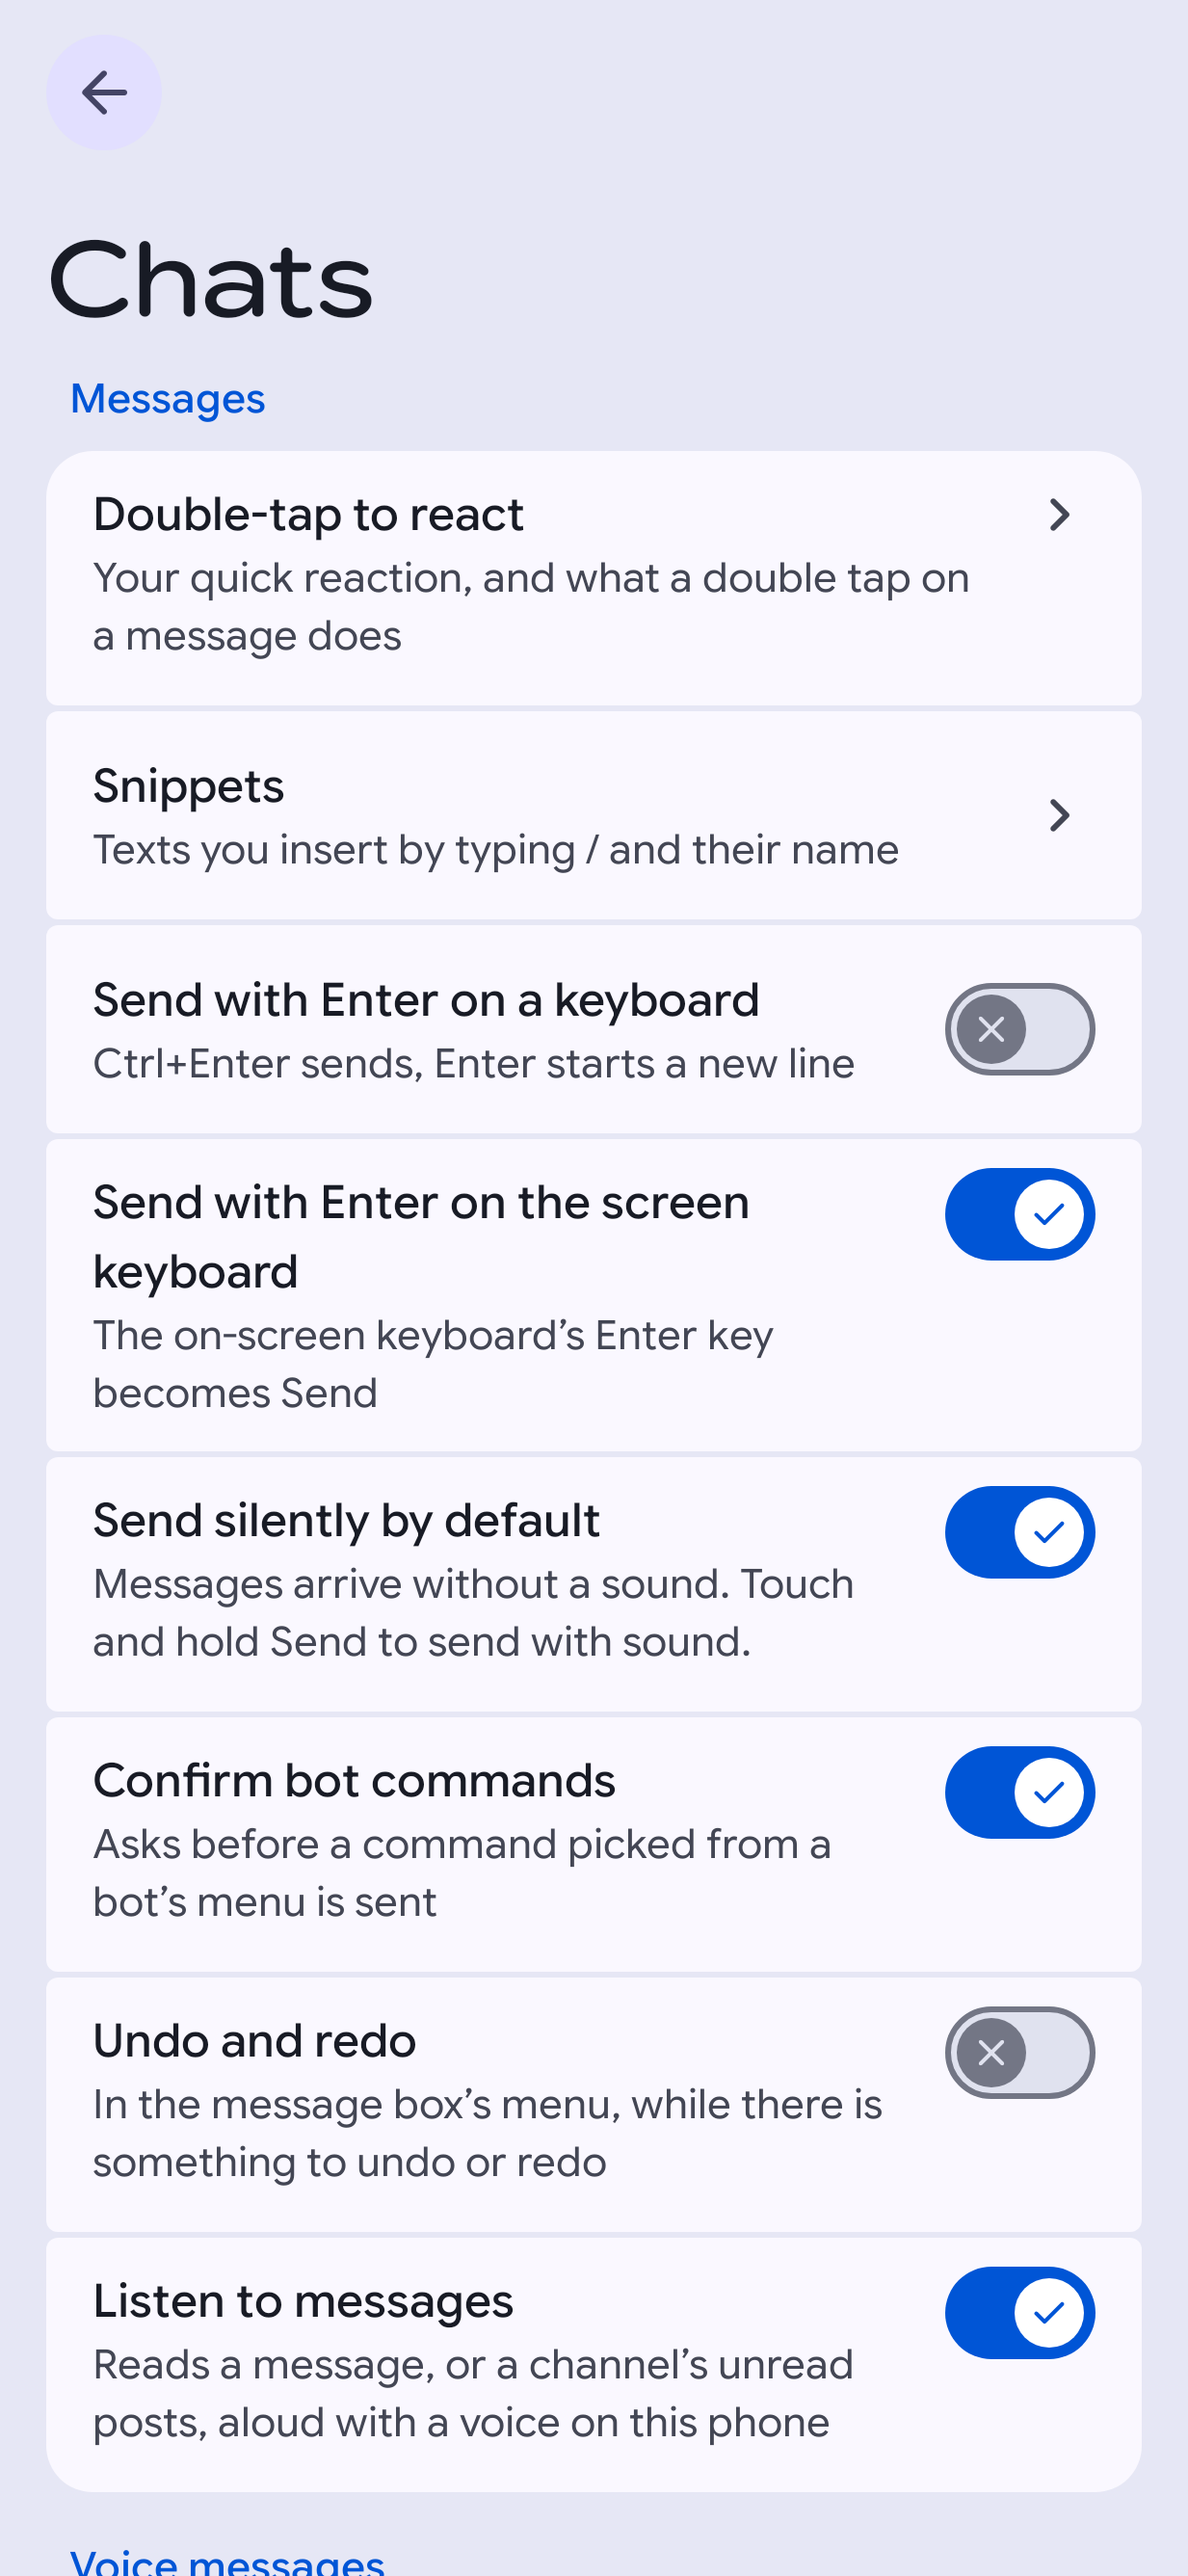 Chats
Messages
Double-tap to react
Your quick reaction, and what a double tap on
a message does
Snippets
Texts you insert by typing / and their name
Send with Enter on a keyboard
Ctrl+Enter sends, Enter starts a new line
Send with Enter on the screen
keyboard
The on-screen keyboard’s Enter key
becomes Send
Send silently by default
Messages arrive without a sound. Touch
and hold Send to send with sound.
Confirm bot commands
Asks before a command picked from a
bot’s menu is sent
Undo and redo
In the message box’s menu, while there is
something to undo or redo
Listen to messages
Reads a message, or a channel’s unread
posts, aloud with a voice on this phone
Voice messages